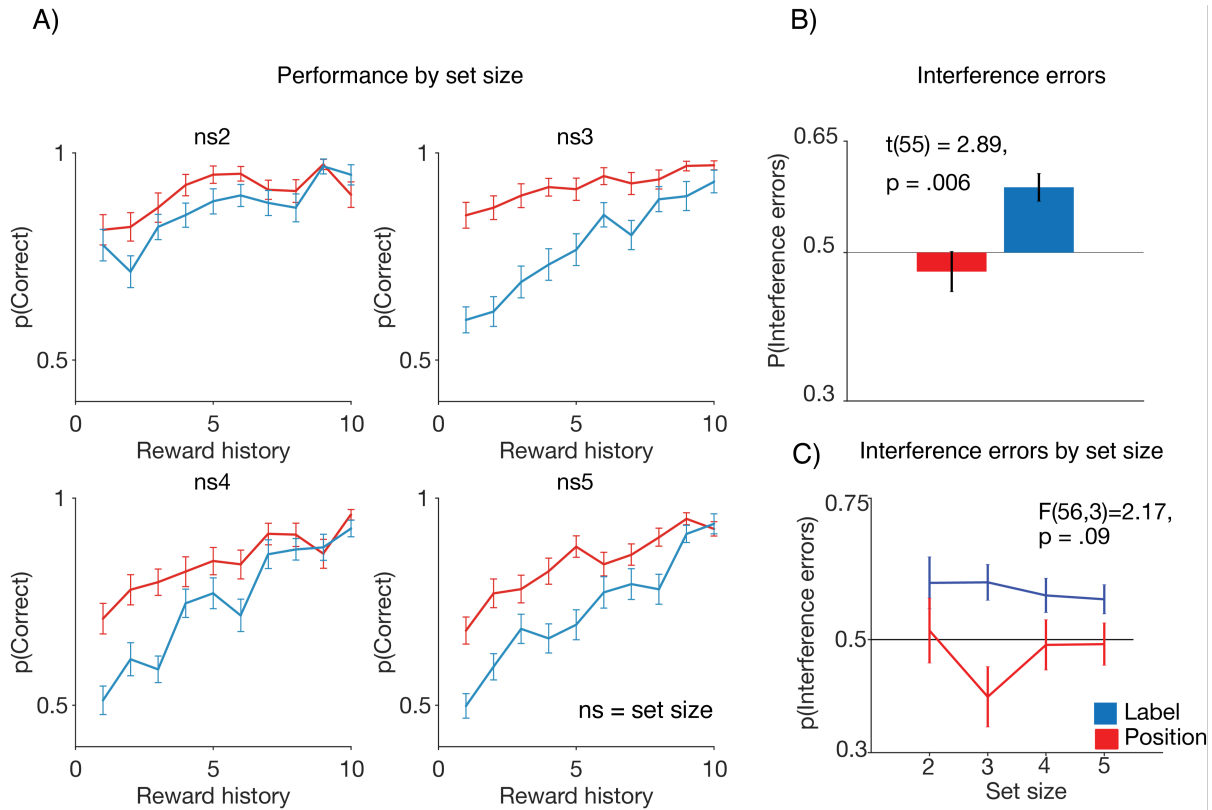 A)
Performance by set size
ns2
1
0.5
p(Correct)
0
5
10
Reward history
ns3
1
0.5
p(Correct)
0
5
10
Reward history
ns4
1
0.5
p(Correct)
0
5
10
Reward history
ns5
1
0.5
p(Correct)
0
5
10
Reward history
ns = set size
B)
Interference errors
t(55) = 2.89,
p = .006
0.65
0.5
0.3
P(Interference errors)
C)
Interference errors by set size
F(56,3)=2.17,
p = .09
0.75
0.5
0.3
p(Interference errors)
2
3
4
5
Set size
Label
Position